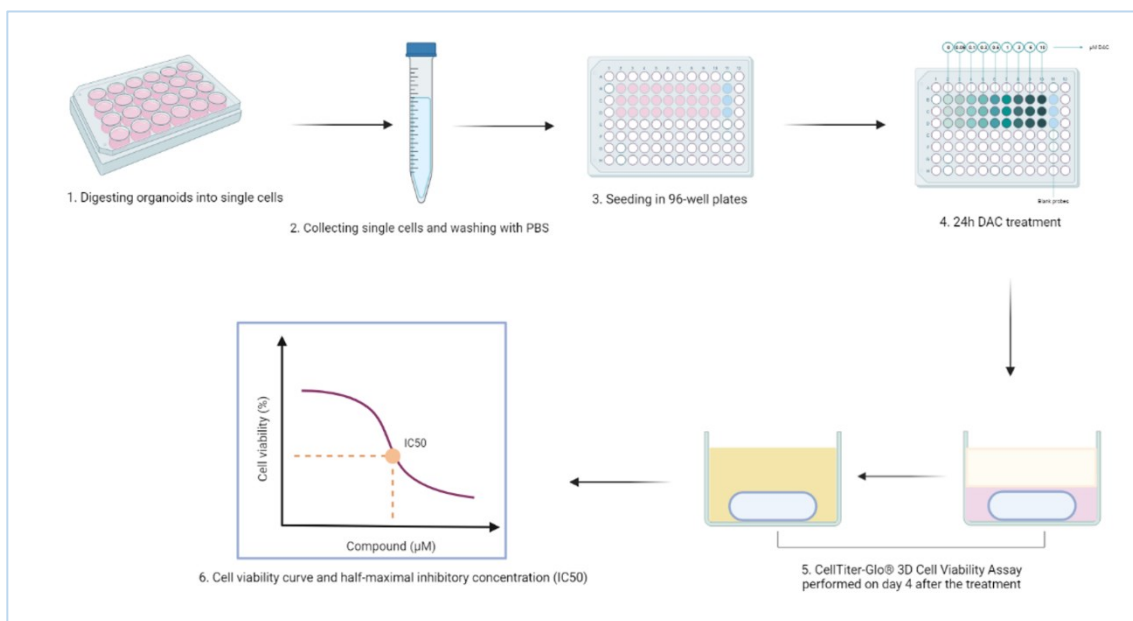 1. Digesting organoids into single cells
2. Collecting single cells and washing with PBS
3. Seeding in 96-well plates
µM DAC
Blank probes
4. 24h DAC treatment
5. CellTiter-Glo® 3D Cell Viability Assay
performed on day 4 after the treatment
Cell viability (%)
IC50
Compound (µM)
6. Cell viability curve and half-maximal inhibitory concentration (IC50)